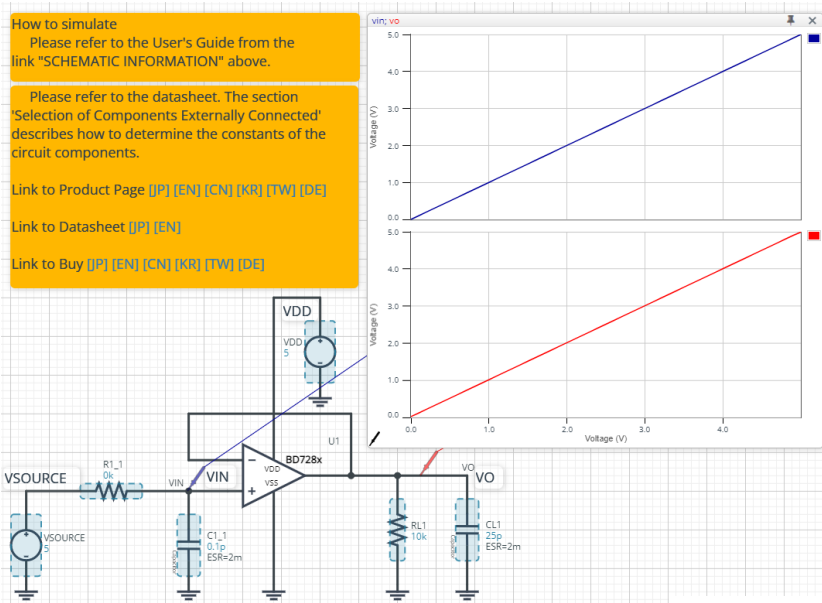 How to simulate
Please refer to the User's Guide from the
link "SCHEMATIC INFORMATION" above.
Please refer to the datasheet. The section
'Selection of Components Externally Connected'
describes how to determine the constants of the
circuit components.
Link to Product Page [JP] [EN] [CN] [KR] [TW] [DE]
Link to Datasheet [JP] [EN]
Link to Buy [JP] [EN] [CN] [KR] [TW] [DE]
vin; vo
5.0
4.0
3.0
2.0
1.0
0.0
Voltage (V)
5.0
4.0
3.0
2.0
1.0
0.0
Voltage (V)
0.0 1.0 2.0 3.0 4.0
Voltage (V)
VDD
VDD
5
U1
BD728x
VDD
VSS
VSOURCE
R1_1
0k
VIN
VIN
VO
VO
VSOURCE
5
C1_1
0.1p
ESR=2m
RL1
10k
CL1
25p
ESR=2m